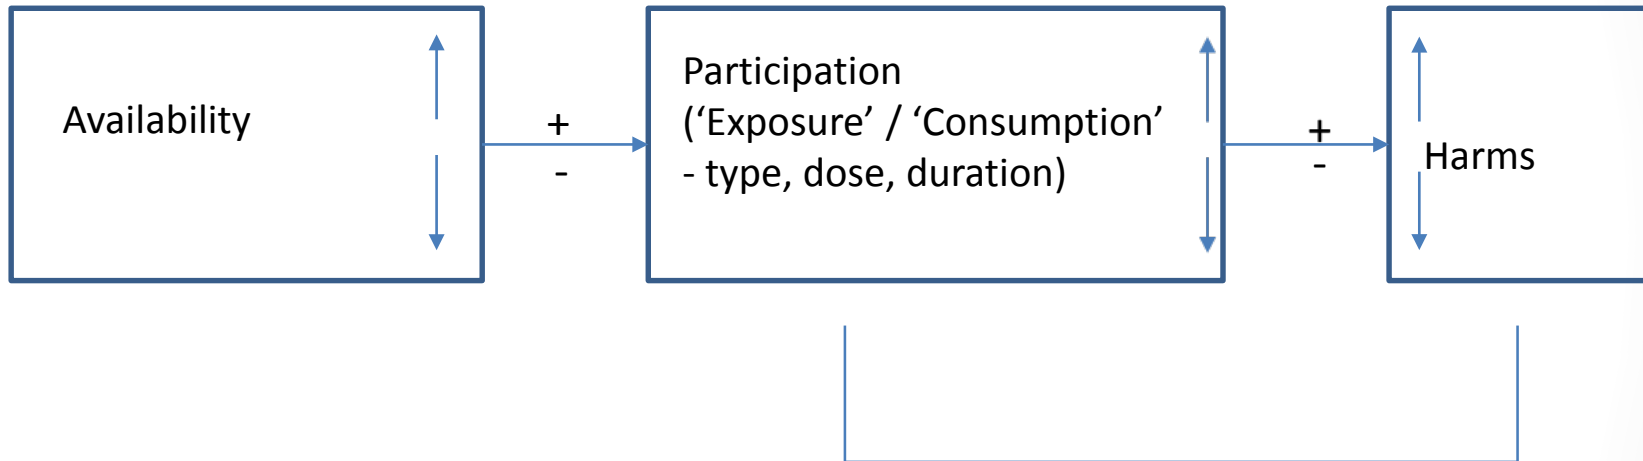 Availability
+
-
Participation
(‘Exposure’ / ‘Consumption’
- type, dose, duration)
+
-
Harms